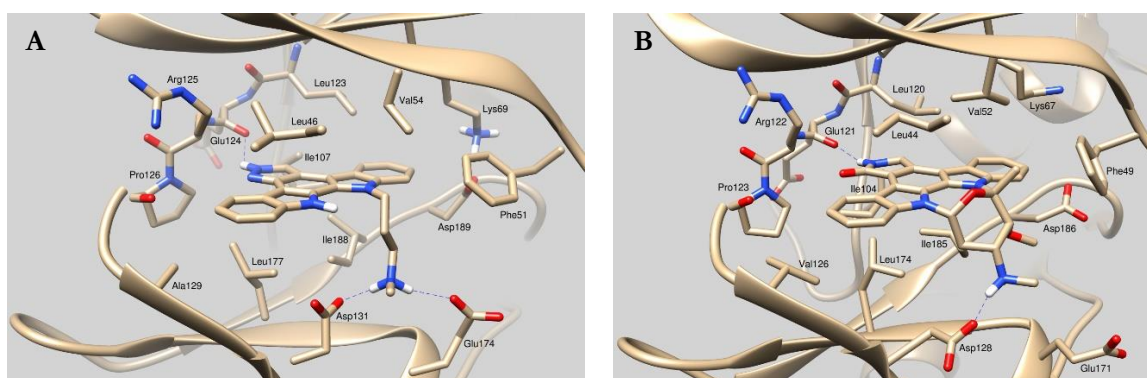 A
Arg125
Leu123
Val54
Lys69
Leu46
Glu124
Ile107
Pro126
Phe51
Asp189
Ile188
Leu177
Ala129
Asp131
Glu174
B
Leu120
Val52
Lys67
Arg122
Glu121
Leu44
Phe49
Pro123
Ile104
Asp186
Ile185
Val126
Leu174
Asp128
Glu171